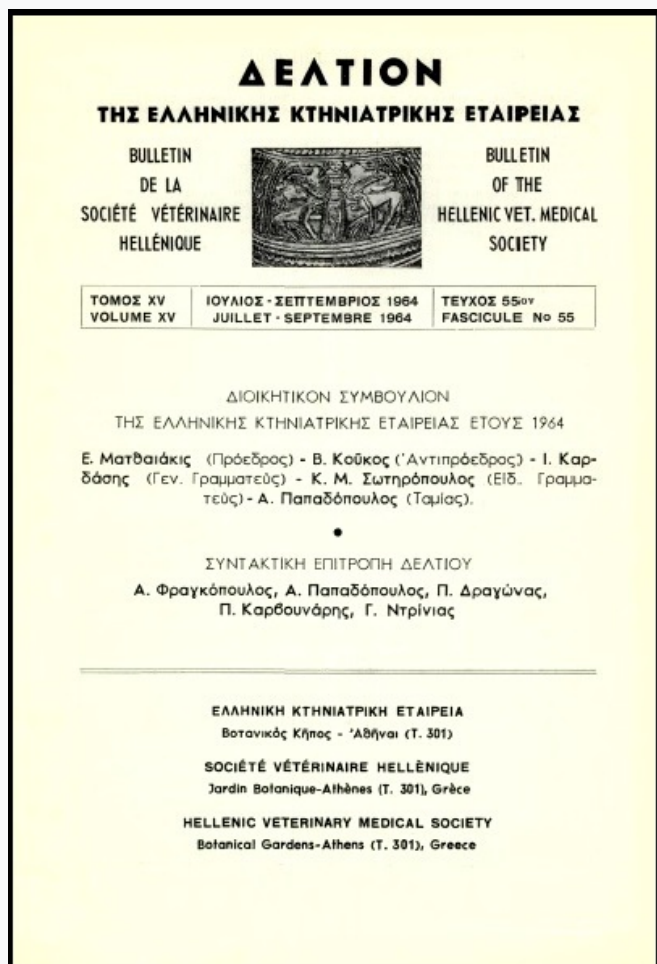 ΔΕΛΤΙΟΝ
ΤΗΣ ΕΛΛΗΝΙΚΗΣ ΚΤΗΝΙΑΤΡΙΚΗΣ ΕΤΑΙΡΕΙΑΣ
BULLETIN
DE LA
SOCIÉTÉ VÉTÉRINAIRE
HELLÉNIQUE
BULLETIN
OF THE
HELLENIC VET. MEDICAL
SOCIETY
ΤΟΜΟΣ XV
VOLUME XV
ΙΟΥΛΙΟΣ - ΣΕΠΤΕΜΒΡΙΟΣ 1964
JUILLET - SEPTEMBRE 1964
ΤΕΥΧΟΣ 55ον
FASCICULE No 55
ΔΙΟΙΚΗΤΙΚΟΝ ΣΥΜΒΟΥΛΙΟΝ
ΤΗΣ ΕΛΛΗΝΙΚΗΣ ΚΤΗΝΙΑΤΡΙΚΗΣ ΕΤΑΙΡΕΙΑΣ ΕΤΟΥΣ 1964
Ε. Ματθαιάκις (Πρόεδρος) - Β. Κοῦκος (Ἀντιπρόεδρος) - Ι. Καρ-
δάσης (Γεν. Γραμματεὺς) - Κ. Μ. Σωτηρόπουλος (Εἰδ. Γραμμα-
τεὺς) - Α. Παπαδόπουλος (Ταμίας).
ΣΥΝΤΑΚΤΙΚΗ ΕΠΙΤΡΟΠΗ ΔΕΛΤΙΟΥ
Α. Φραγκόπουλος, Α. Παπαδόπουλος, Π. Δραγώνας,
Π. Καρβουνάρης, Γ. Ντρίνιας
ΕΛΛΗΝΙΚΗ ΚΤΗΝΙΑΤΡΙΚΗ ΕΤΑΙΡΕΙΑ
Βοτανικὸς Κῆπος - Ἀθῆναι (Τ. 301)
SOCIÉTÉ VÉTÉRINAIRE HELLÈNIQUE
Jardin Botanique-Athènes (T. 301), Grèce
HELLENIC VETERINARY MEDICAL SOCIETY
Botanical Gardens-Athens (T. 301), Greece